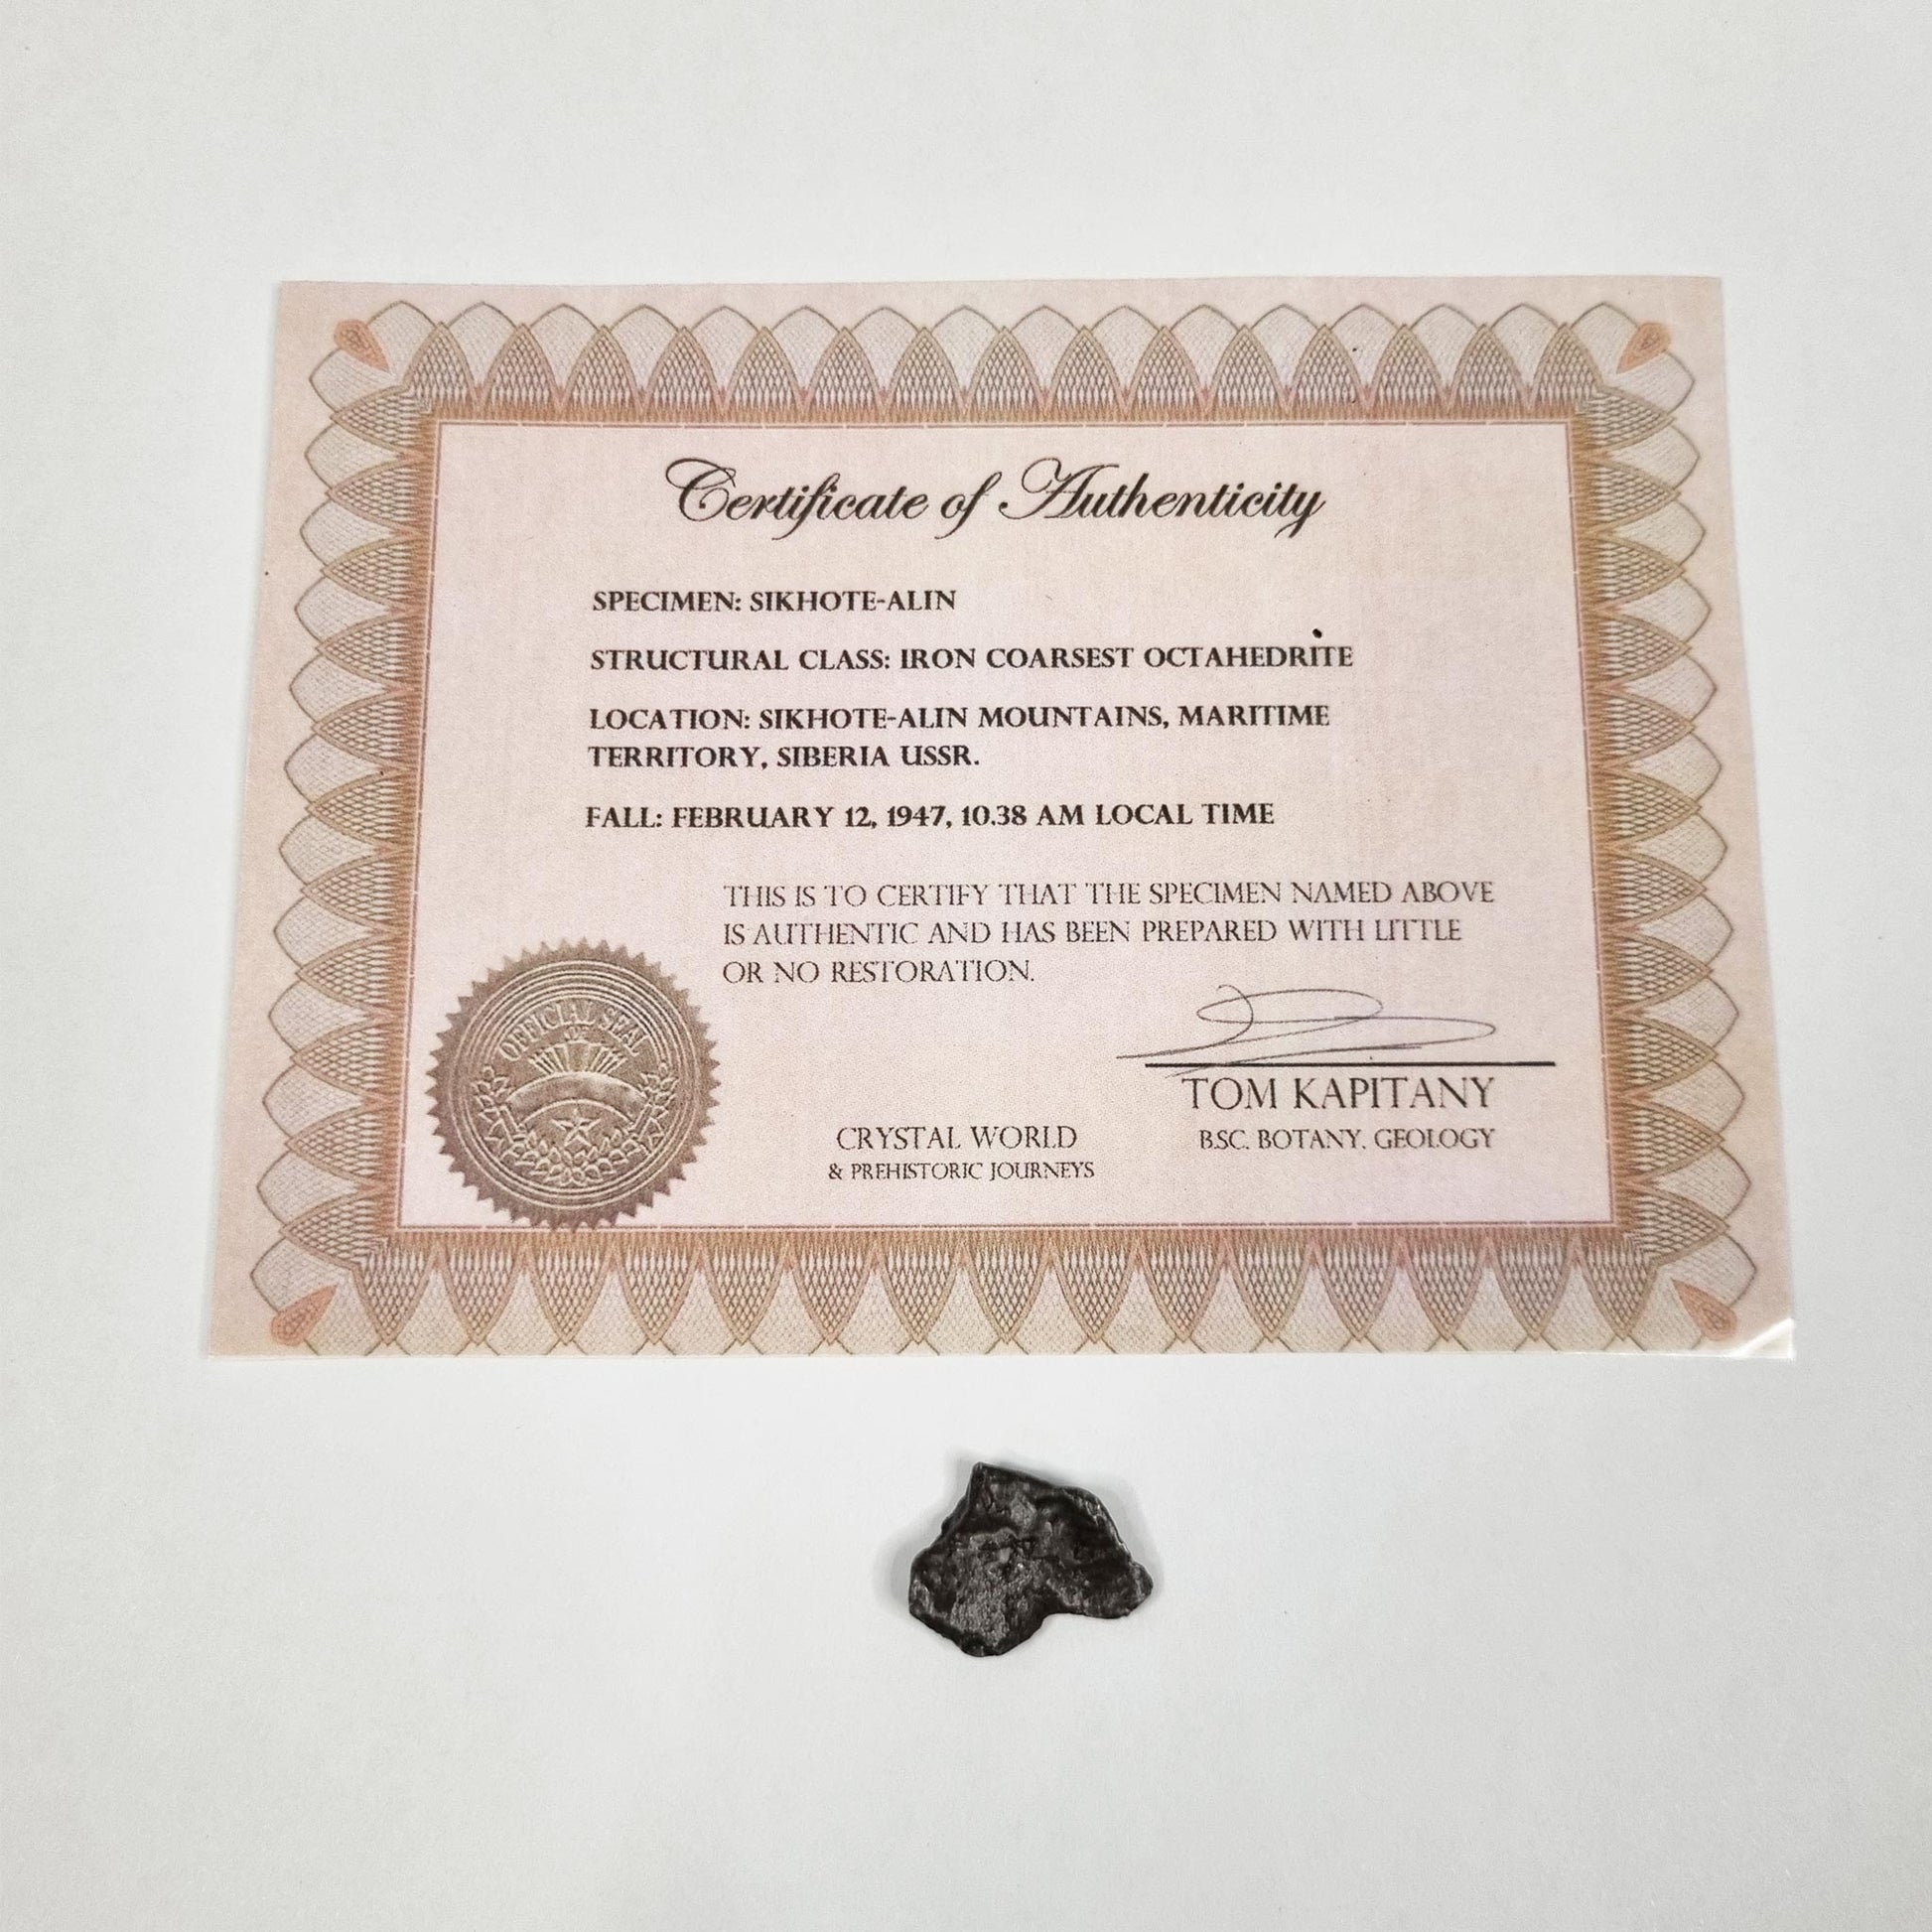 Certificate of Authenticity
SPECIMEN: SIKHOTE-ALIN
STRUCTURAL CLASS: IRON COARSEST OCTAHEDRITE
LOCATION: SIKHOTE-ALIN MOUNTAINS, MARITIME
TERRITORY, SIBERIA USSR.
FALL: FEBRUARY 12, 1947, 10.38 AM LOCAL TIME
THIS IS TO CERTIFY THAT THE SPECIMEN NAMED ABOVE
IS AUTHENTIC AND HAS BEEN PREPARED WITH LITTLE
OR NO RESTORATION.
OFFICIAL SEAL
TOM KAPITANY
B.SC. BOTANY. GEOLOGY
CRYSTAL WORLD
& PREHISTORIC JOURNEYS